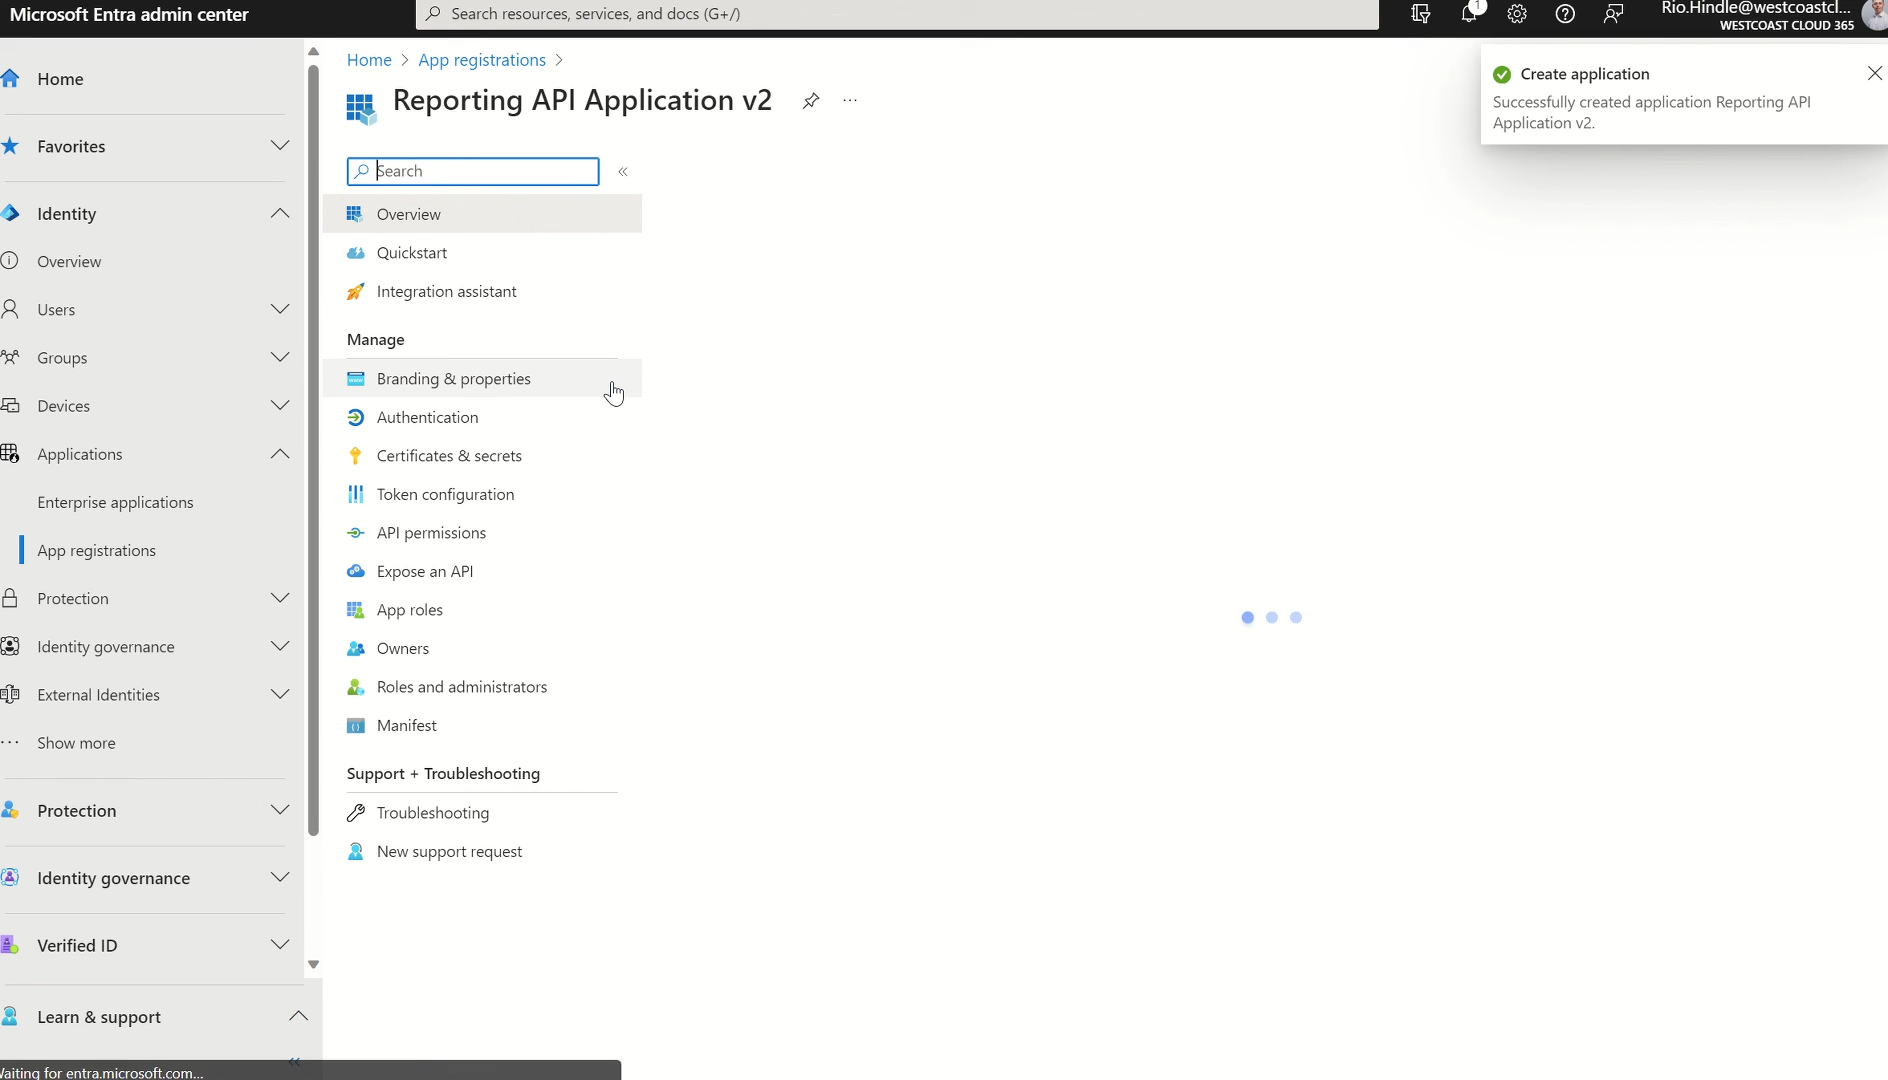 Microsoft Entra admin center
Search resources, services, and docs (G+/)
1
Rio.Hindle@westcoastcl...
WESTCOAST CLOUD 365
Home
Favorites
Identity
Overview
Users
Groups
Devices
Applications
Enterprise applications
App registrations
Protection
Identity governance
External Identities
Show more
Protection
Identity governance
Verified ID
Learn & support
Waiting for entra.microsoft.com...
Home > App registrations >
Reporting API Application v2
Search
Overview
Quickstart
Integration assistant
Manage
Branding & properties
Authentication
Certificates & secrets
Token configuration
API permissions
Expose an API
App roles
Owners
Roles and administrators
Manifest
Support + Troubleshooting
Troubleshooting
New support request
Create application
Successfully created application Reporting API
Application v2.